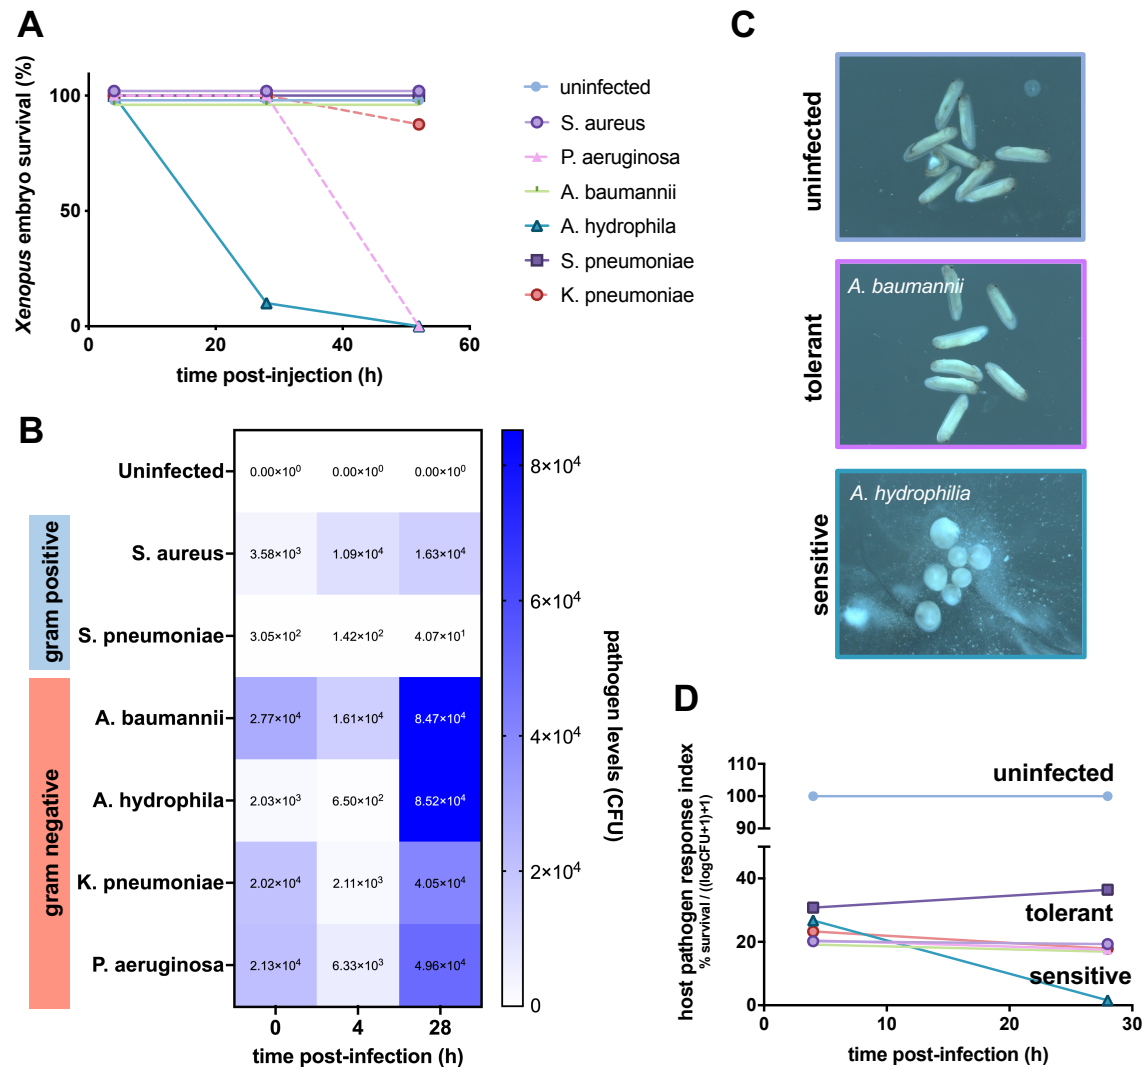 A
Xenopus embryo survival (%)
100
50
0
0
20
40
60
time post-injection (h)
uninfected
S. aureus
P. aeruginosa
A. baumannii
A. hydrophila
S. pneumoniae
K. pneumoniae
B
gram positive
gram negative
Uninfected 0.00×10⁰ 0.00×10⁰ 0.00×10⁰
S. aureus 3.58×10³ 1.09×10⁴ 1.63×10⁴
S. pneumoniae 3.05×10² 1.42×10² 4.07×10¹
A. baumannii 2.77×10⁴ 1.61×10⁴ 8.47×10⁴
A. hydrophila 2.03×10³ 6.50×10² 8.52×10⁴
K. pneumoniae 2.02×10⁴ 2.11×10³ 4.05×10⁴
P. aeruginosa 2.13×10⁴ 6.33×10³ 4.96×10⁴
0 4 28
time post-infection (h)
8×10⁴
6×10⁴
4×10⁴
2×10⁴
0
pathogen levels (CFU)
C
uninfected
tolerant
A. baumannii
sensitive
A. hydrophilia
D
host pathogen response index
% survival / ((logCFU+1)+1)
110
100
90
40
20
0
uninfected
tolerant
sensitive
0 10 20 30
time post-infection (h)